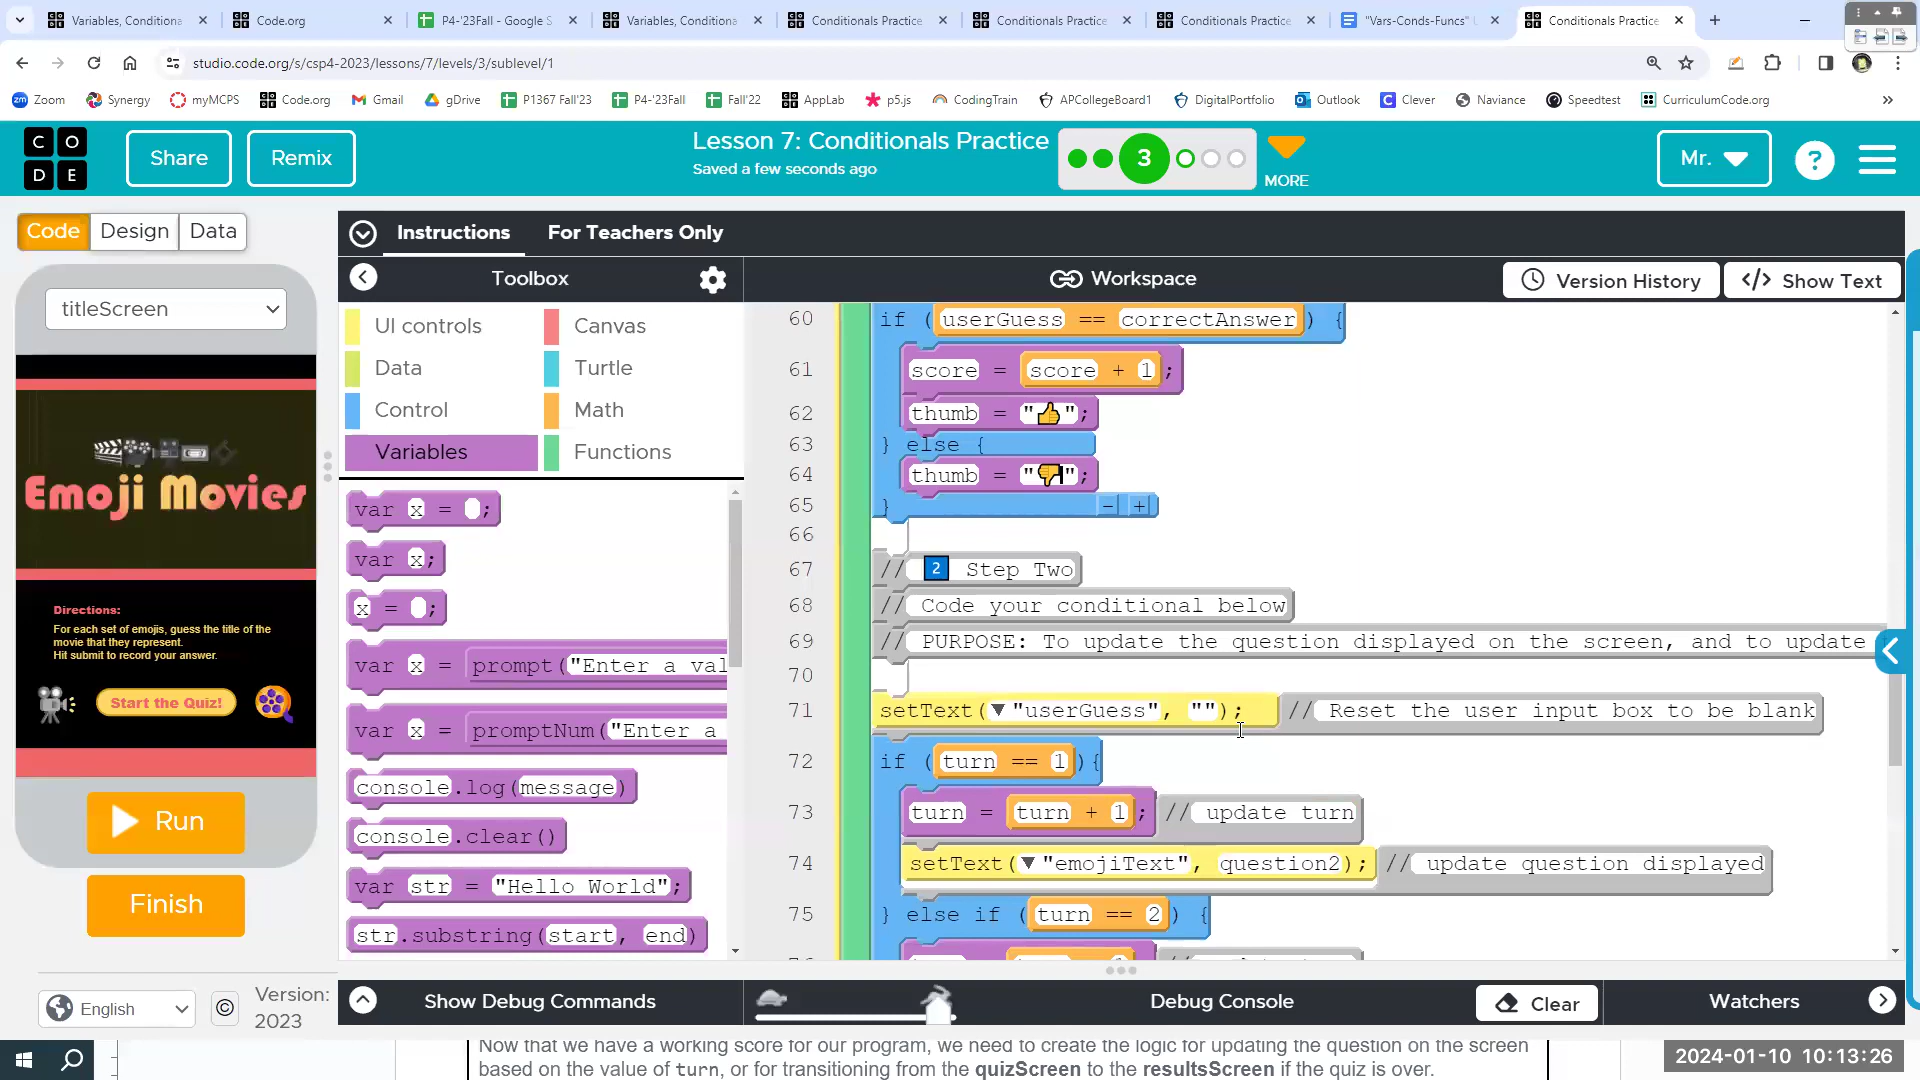 Variables, Conditiona
Code.org
P4-'23Fall - Google S
Variables, Conditiona
Conditionals Practice
Conditionals Practice
Conditionals Practice
"Vars-Conds-Funcs"
Conditionals Practice
studio.code.org/s/csp4-2023/lessons/7/levels/3/sublevel/1
Zoom
Synergy
myMCPS
Code.org
Gmail
gDrive
P1367 Fall'23
P4-'23Fall
Fall'22
AppLab
p5.js
CodingTrain
APCollegeBoard1
DigitalPortfolio
Outlook
Clever
Naviance
Speedtest
CurriculumCode.org
C O
D E
Share
Remix
Lesson 7: Conditionals Practice
Saved a few seconds ago
3
MORE
Mr.
?
Code
Design
Data
Instructions
For Teachers Only
Toolbox
Workspace
Version History
</> Show Text
titleScreen
Emoji Movies
Directions:
For each set of emojis, guess the title of the
movie that they represent.
Hit submit to record your answer.
Start the Quiz!
Run
Finish
English
©
Version:
2023
UI controls
Canvas
Data
Turtle
Control
Math
Variables
Functions
var x = ;
var x;
x = ;
var x = prompt("Enter a val
var x = promptNum("Enter a
console.log(message)
console.clear()
var str = "Hello World";
str.substring(start, end)
60 if (userGuess == correctAnswer) {
61 score = score + 1;
62 thumb = "👍";
63 } else {
64 thumb = "👎";
65 } - +
66
67 // 2 Step Two
68 // Code your conditional below
69 // PURPOSE: To update the question displayed on the screen, and to update
70
71 setText(▼"userGuess", ""); // Reset the user input box to be blank
72 if (turn == 1){
73 turn = turn + 1; // update turn
74 setText(▼"emojiText", question2); // update question displayed
75 } else if (turn == 2) {
Show Debug Commands
Debug Console
Clear
Watchers
Now that we have a working score for our program, we need to create the logic for updating the question on the screen
based on the value of turn, or for transitioning from the quizScreen to the resultsScreen if the quiz is over.
2024-01-10 10:13:26